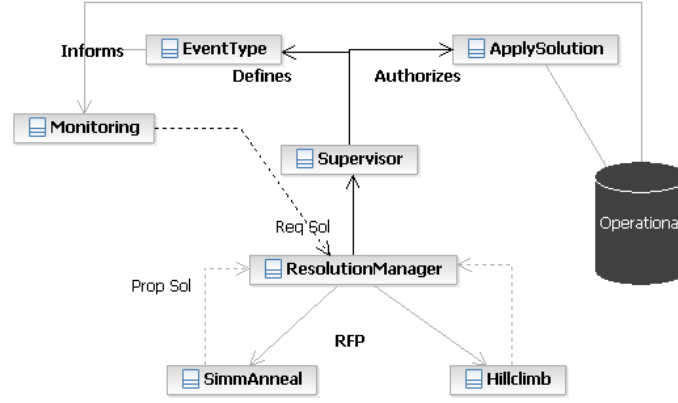 Informs
EventType
ApplySolution
Defines
Authorizes
Monitoring
Supervisor
Operationa
Req Sol
ResolutionManager
Prop Sol
RFP
SimmAnneal
Hillclimb